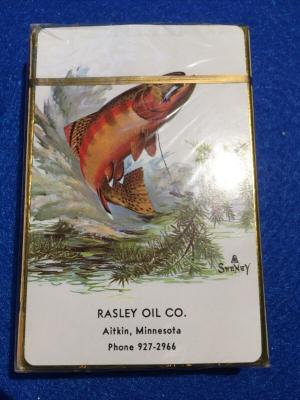 SWENEY
RASLEY OIL CO.
Aitkin, Minnesota
Phone 927-2966